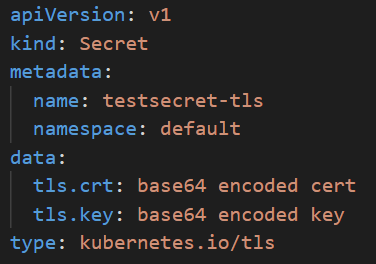 apiVersion: v1
kind: Secret
metadata:
  name: testsecret-tls
  namespace: default
data:
  tls.crt: base64 encoded cert
  tls.key: base64 encoded key
type: kubernetes.io/tls